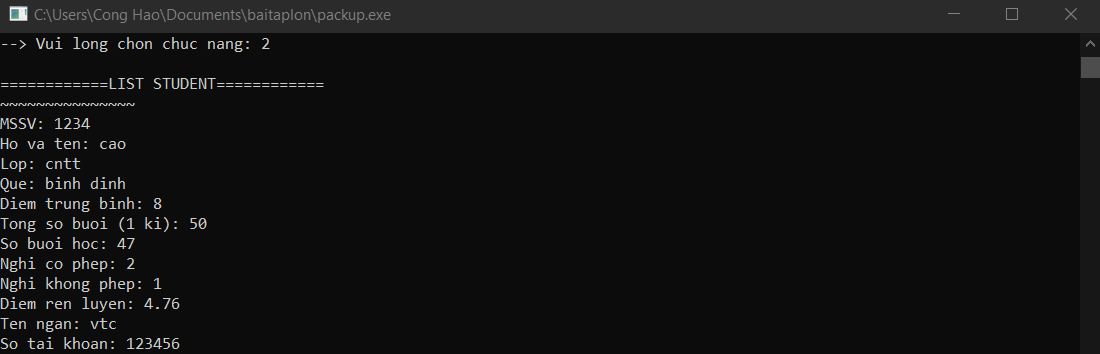 C:\Users\Cong Hao\Documents\baitaplon\packup.exe
--> Vui long chon chuc nang: 2
============LIST STUDENT============
~~~~~~~~~~~~~~~
MSSV: 1234
Ho va ten: cao
Lop: cntt
Que: binh dinh
Diem trung binh: 8
Tong so buoi (1 ki): 50
So buoi hoc: 47
Nghi co phep: 2
Nghi khong phep: 1
Diem ren luyen: 4.76
Ten ngan: vtc
So tai khoan: 123456